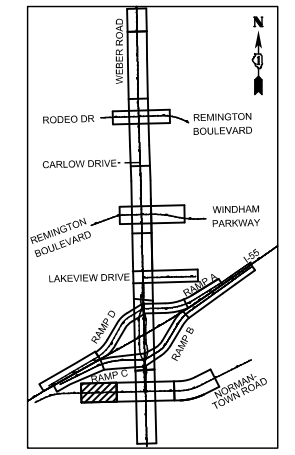 N
WEBER ROAD
RODEO DR
REMINGTON
BOULEVARD
CARLOW DRIVE
REMINGTON
BOULEVARD
WINDHAM
PARKWAY
LAKEVIEW DRIVE
I-55
RAMP A
RAMP D
RAMP B
RAMP C
NORMAN-
TOWN ROAD